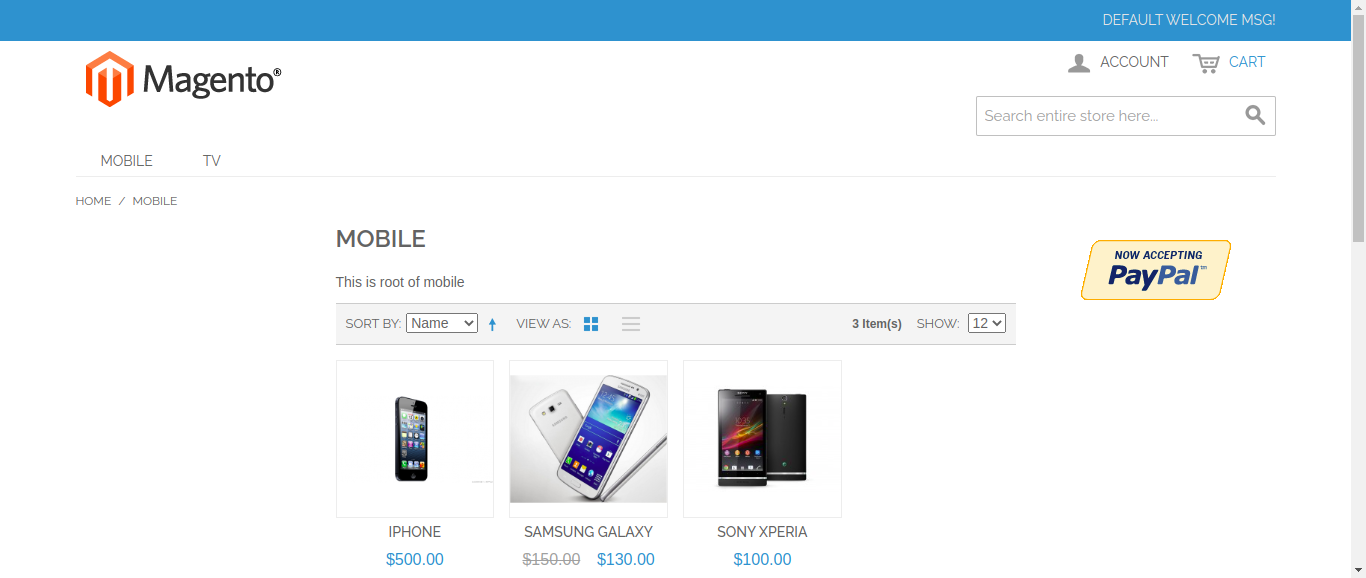 DEFAULT WELCOME MSG!
Magento®
ACCOUNT CART
Search entire store here...
MOBILE TV
HOME / MOBILE
MOBILE
NOW ACCEPTING
PayPal™
This is root of mobile
SORT BY: Name VIEW AS: 3 Item(s) SHOW: 12
IPHONE SAMSUNG GALAXY SONY XPERIA
$500.00 $150.00 $130.00 $100.00